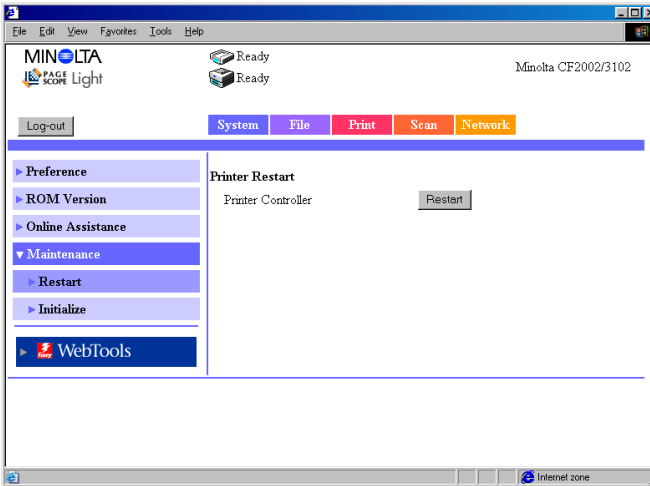 File Edit View Favorites Tools Help
MINOLTA
PAGE SCOPE Light
Ready
Ready
Minolta CF2002/3102
Log-out
System File Print Scan Network
Preference
ROM Version
Online Assistance
Maintenance
Restart
Initialize
WebTools
Printer Restart
Printer Controller Restart
Internet zone